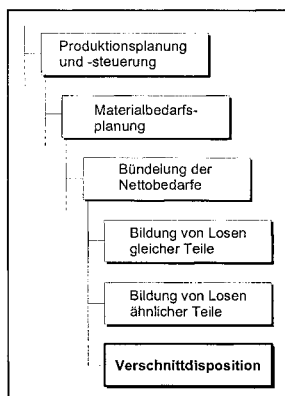 Produktionsplanung
und -steuerung
Materialbedarfs-
planung
Bündelung der
Nettobedarfe
Bildung von Losen
gleicher Teile
Bildung von Losen
ähnlicher Teile
Verschnittdisposition